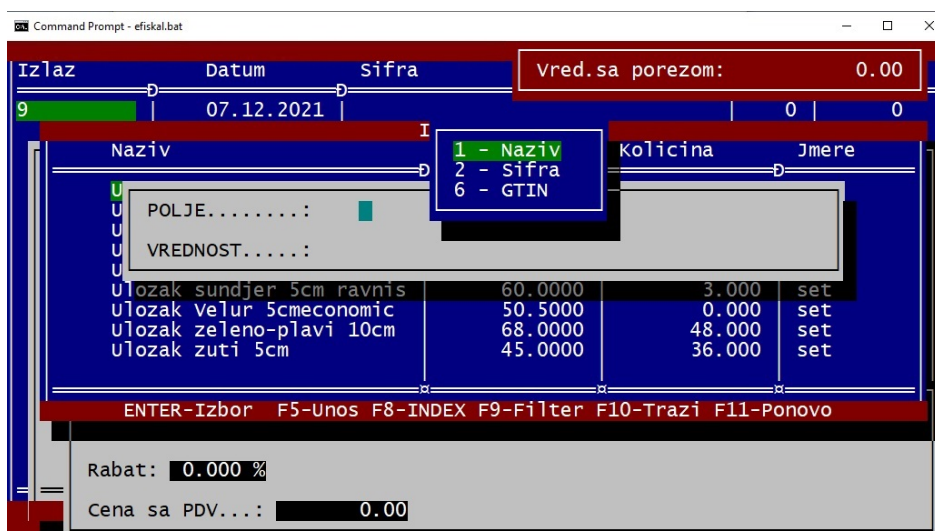 Command Prompt - efiskal.bat
Izlaz Datum Sifra Vred.sa porezom: 0.00
9 07.12.2021 0 0
I
Naziv Kolicina Jmere
1 - Naziv
2 - Sifra
6 - GTIN
U
U POLJE........:
U
U VREDNOST.....:
U
Ulozak sundjer 5cm ravnis 60.0000 3.000 set
Ulozak Velur 5cmeconomic 50.5000 0.000 set
Ulozak zeleno-plavi 10cm 68.0000 48.000 set
Ulozak zuti 5cm 45.0000 36.000 set
ENTER-Izbor F5-Unos F8-INDEX F9-Filter F10-Trazi F11-Ponovo
Rabat: 0.000 %
Cena sa PDV...: 0.00